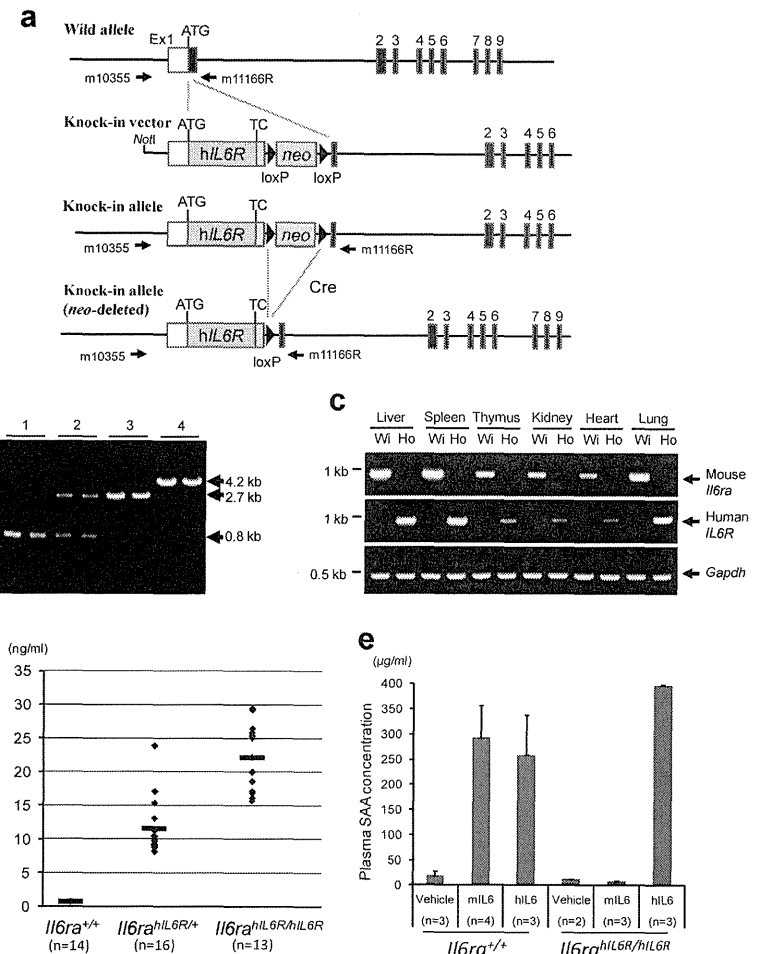 a
Wild allele
Ex1
ATG
2 3 4 5 6 7 8 9
m10355
m11166R
Knock-in vector
NotI
ATG
TC
hIL6R
neo
loxP
loxP
2 3 4 5 6
Knock-in allele
ATG
TC
hIL6R
neo
m10355
m11166R
2 3 4 5 6
Cre
Knock-in allele
(neo-deleted)
ATG
TC
hIL6R
loxP
m10355
m11166R
2 3 4 5 6 7 8 9
1 2 3 4
4.2 kb
2.7 kb
0.8 kb
c
Liver Spleen Thymus Kidney Heart Lung
Wi Ho Wi Ho Wi Ho Wi Ho Wi Ho Wi Ho
1 kb
Mouse
Il6ra
1 kb
Human
IL6R
0.5 kb
Gapdh
(ng/ml)
35
30
25
20
15
10
5
0
Il6ra+/+
(n=14)
Il6rahIL6R/+
(n=16)
Il6rahIL6R/hIL6R
(n=13)
e
(μg/ml)
Plasma SAA concentration
400
350
300
250
200
150
100
50
0
Vehicle mIL6 hIL6 Vehicle mIL6 hIL6
(n=3) (n=4) (n=3) (n=2) (n=3) (n=3)
Il6ra+/+
Il6rahIL6R/hIL6R